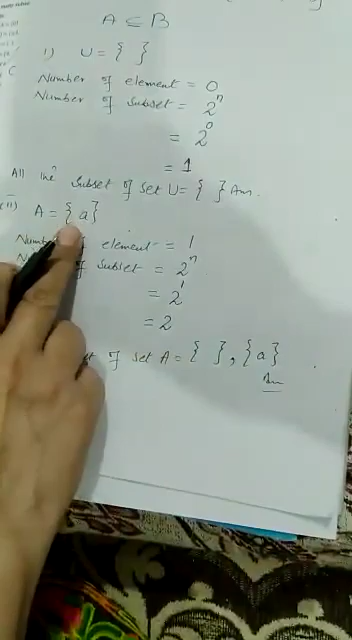 A ⊆ B
i) U = { }
Number of element = 0
Number of subset = 2ⁿ
= 2⁰
= 1
All the subset of set U = { } Ans.
(ii) A = {a}
element = 1
subset = 2ⁿ
= 2¹
= 2
of set A = { }, {a}
Ans